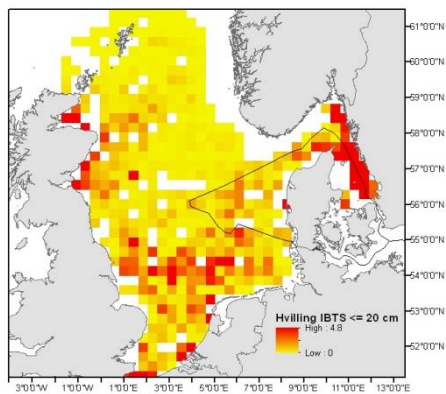 61°0'0"N
60°0'0"N
59°0'0"N
58°0'0"N
57°0'0"N
56°0'0"N
55°0'0"N
54°0'0"N
53°0'0"N
52°0'0"N
Hvilling IBTS <= 20 cm
High : 4.8
Low : 0
3°0'0"W 1°0'0"W 1°0'0"E 3°0'0"E 5°0'0"E 7°0'0"E 9°0'0"E 11°0'0"E 13°0'0"E